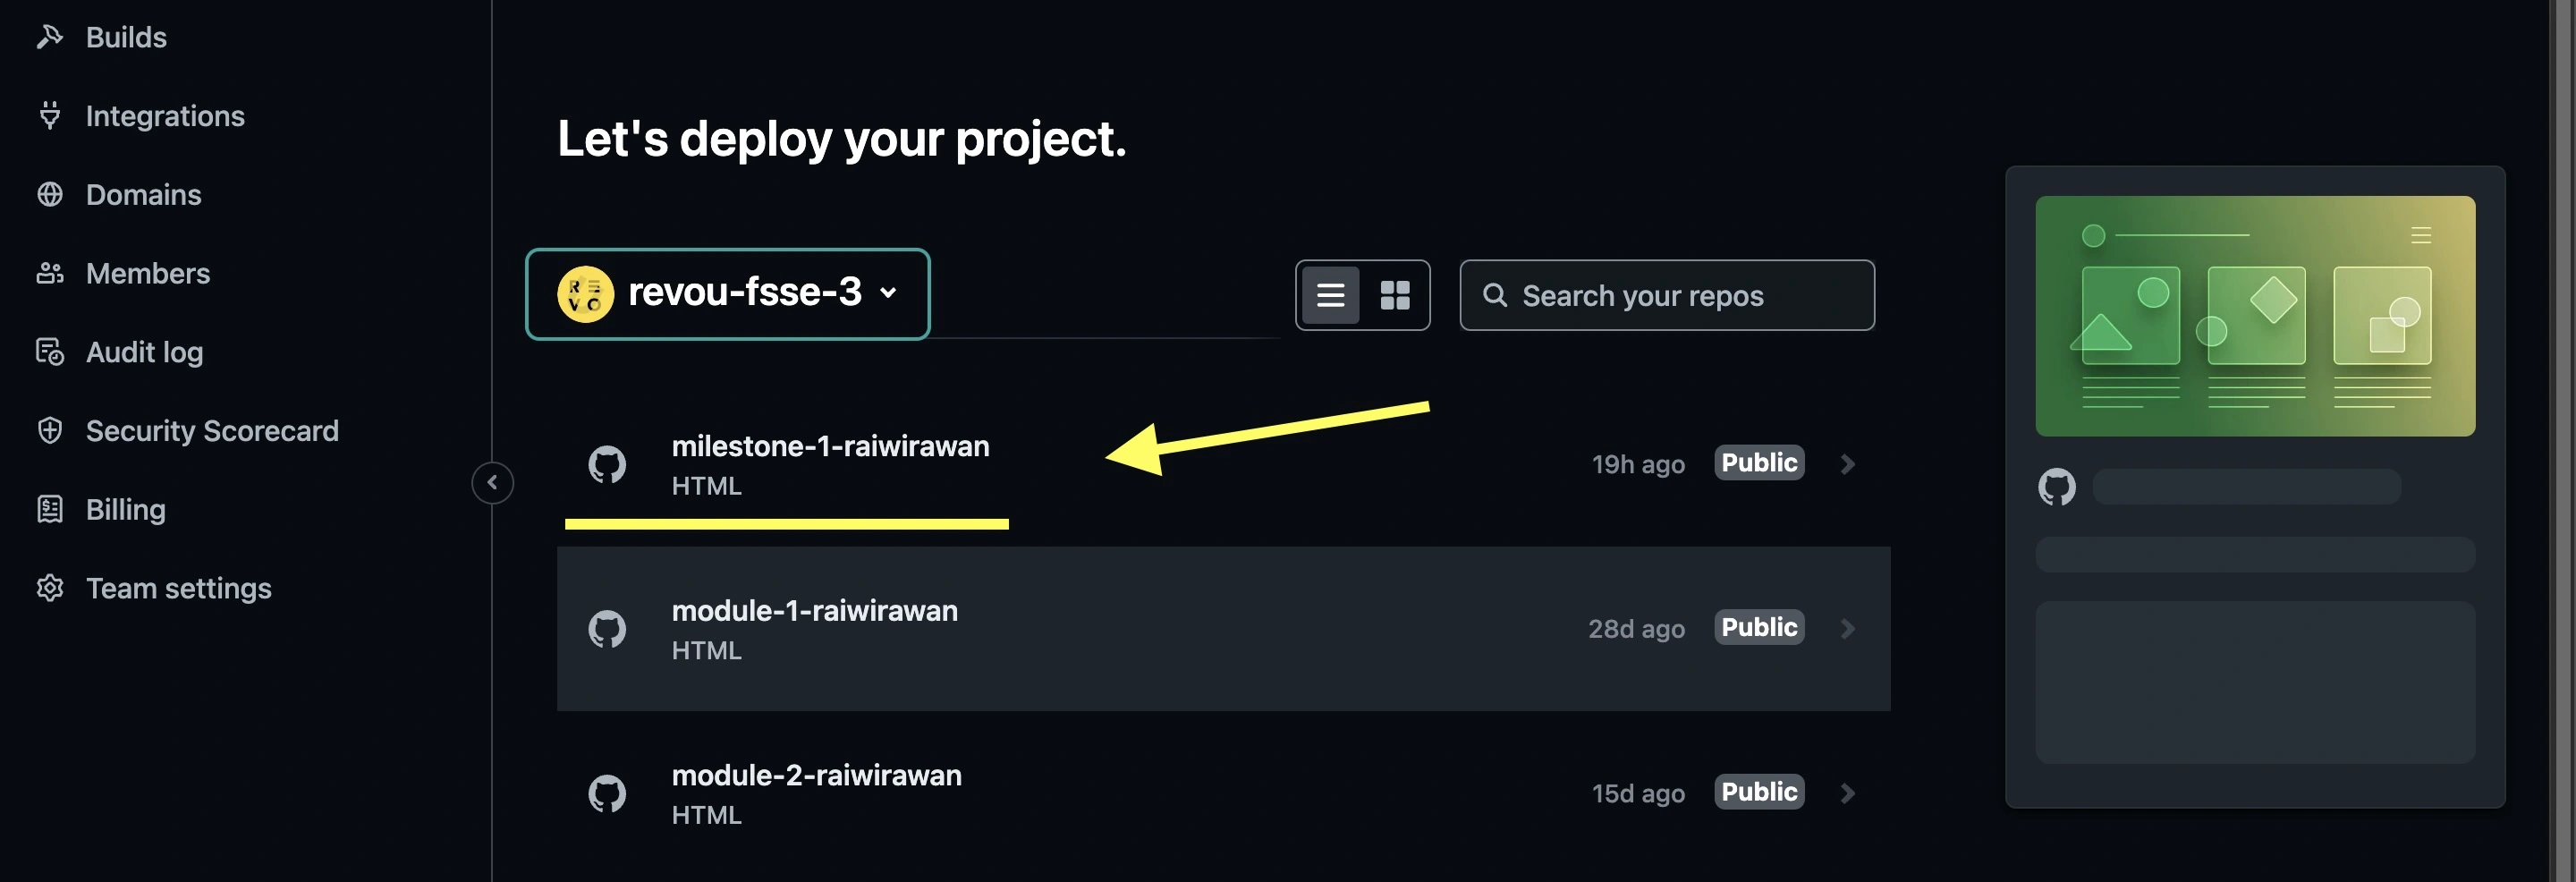 Builds
Integrations
Domains
Members
Audit log
Security Scorecard
Billing
Team settings
Let's deploy your project.
revou-fsse-3
Search your repos
milestone-1-raiwirawan
HTML
19h ago
Public
module-1-raiwirawan
HTML
28d ago
Public
module-2-raiwirawan
HTML
15d ago
Public